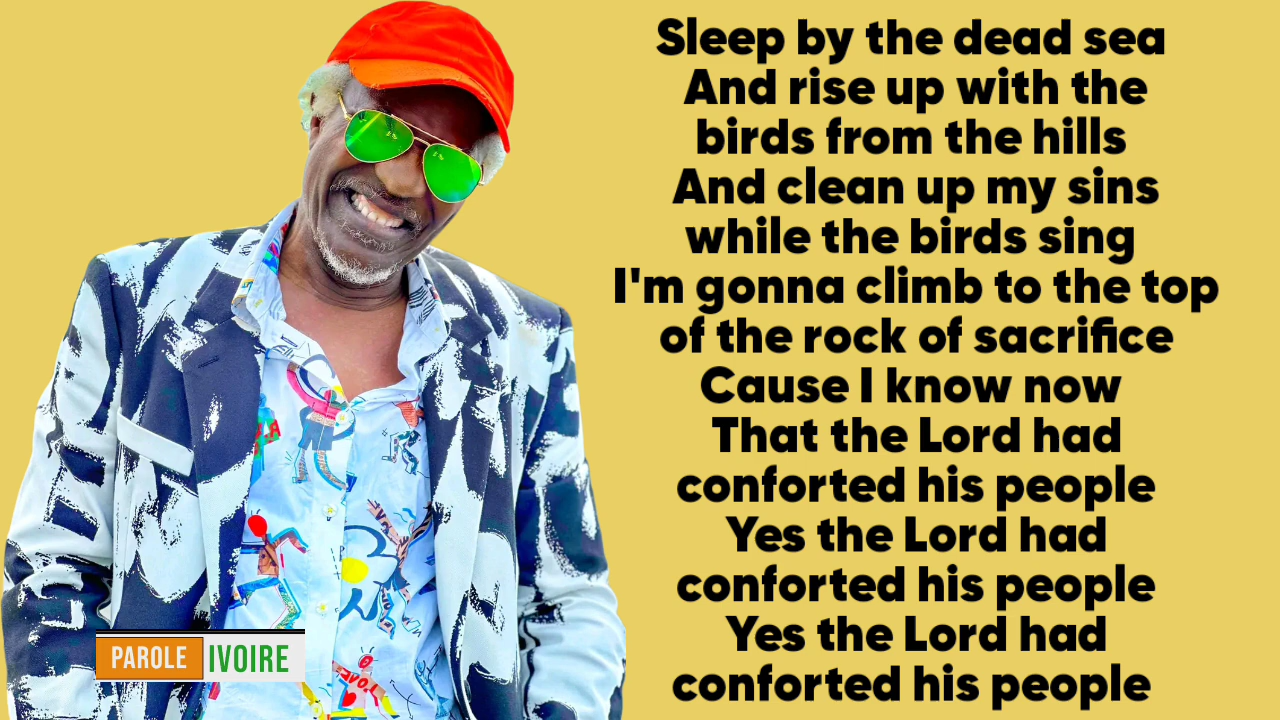 Sleep by the dead sea
And rise up with the
birds from the hills
And clean up my sins
while the birds sing
I'm gonna climb to the top
of the rock of sacrifice
Cause I know now
That the Lord had
conforted his people
Yes the Lord had
conforted his people
Yes the Lord had
conforted his people
PAROLE IVOIRE